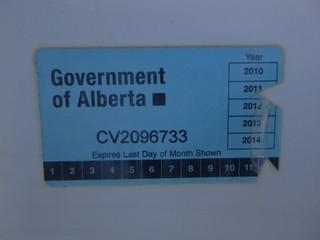 Year
Government
of Alberta
2010
2011
2012
2013
2014
CV2096733
Expires Last Day of Month Shown
1 2 3 4 5 6 7 8 9 10 11